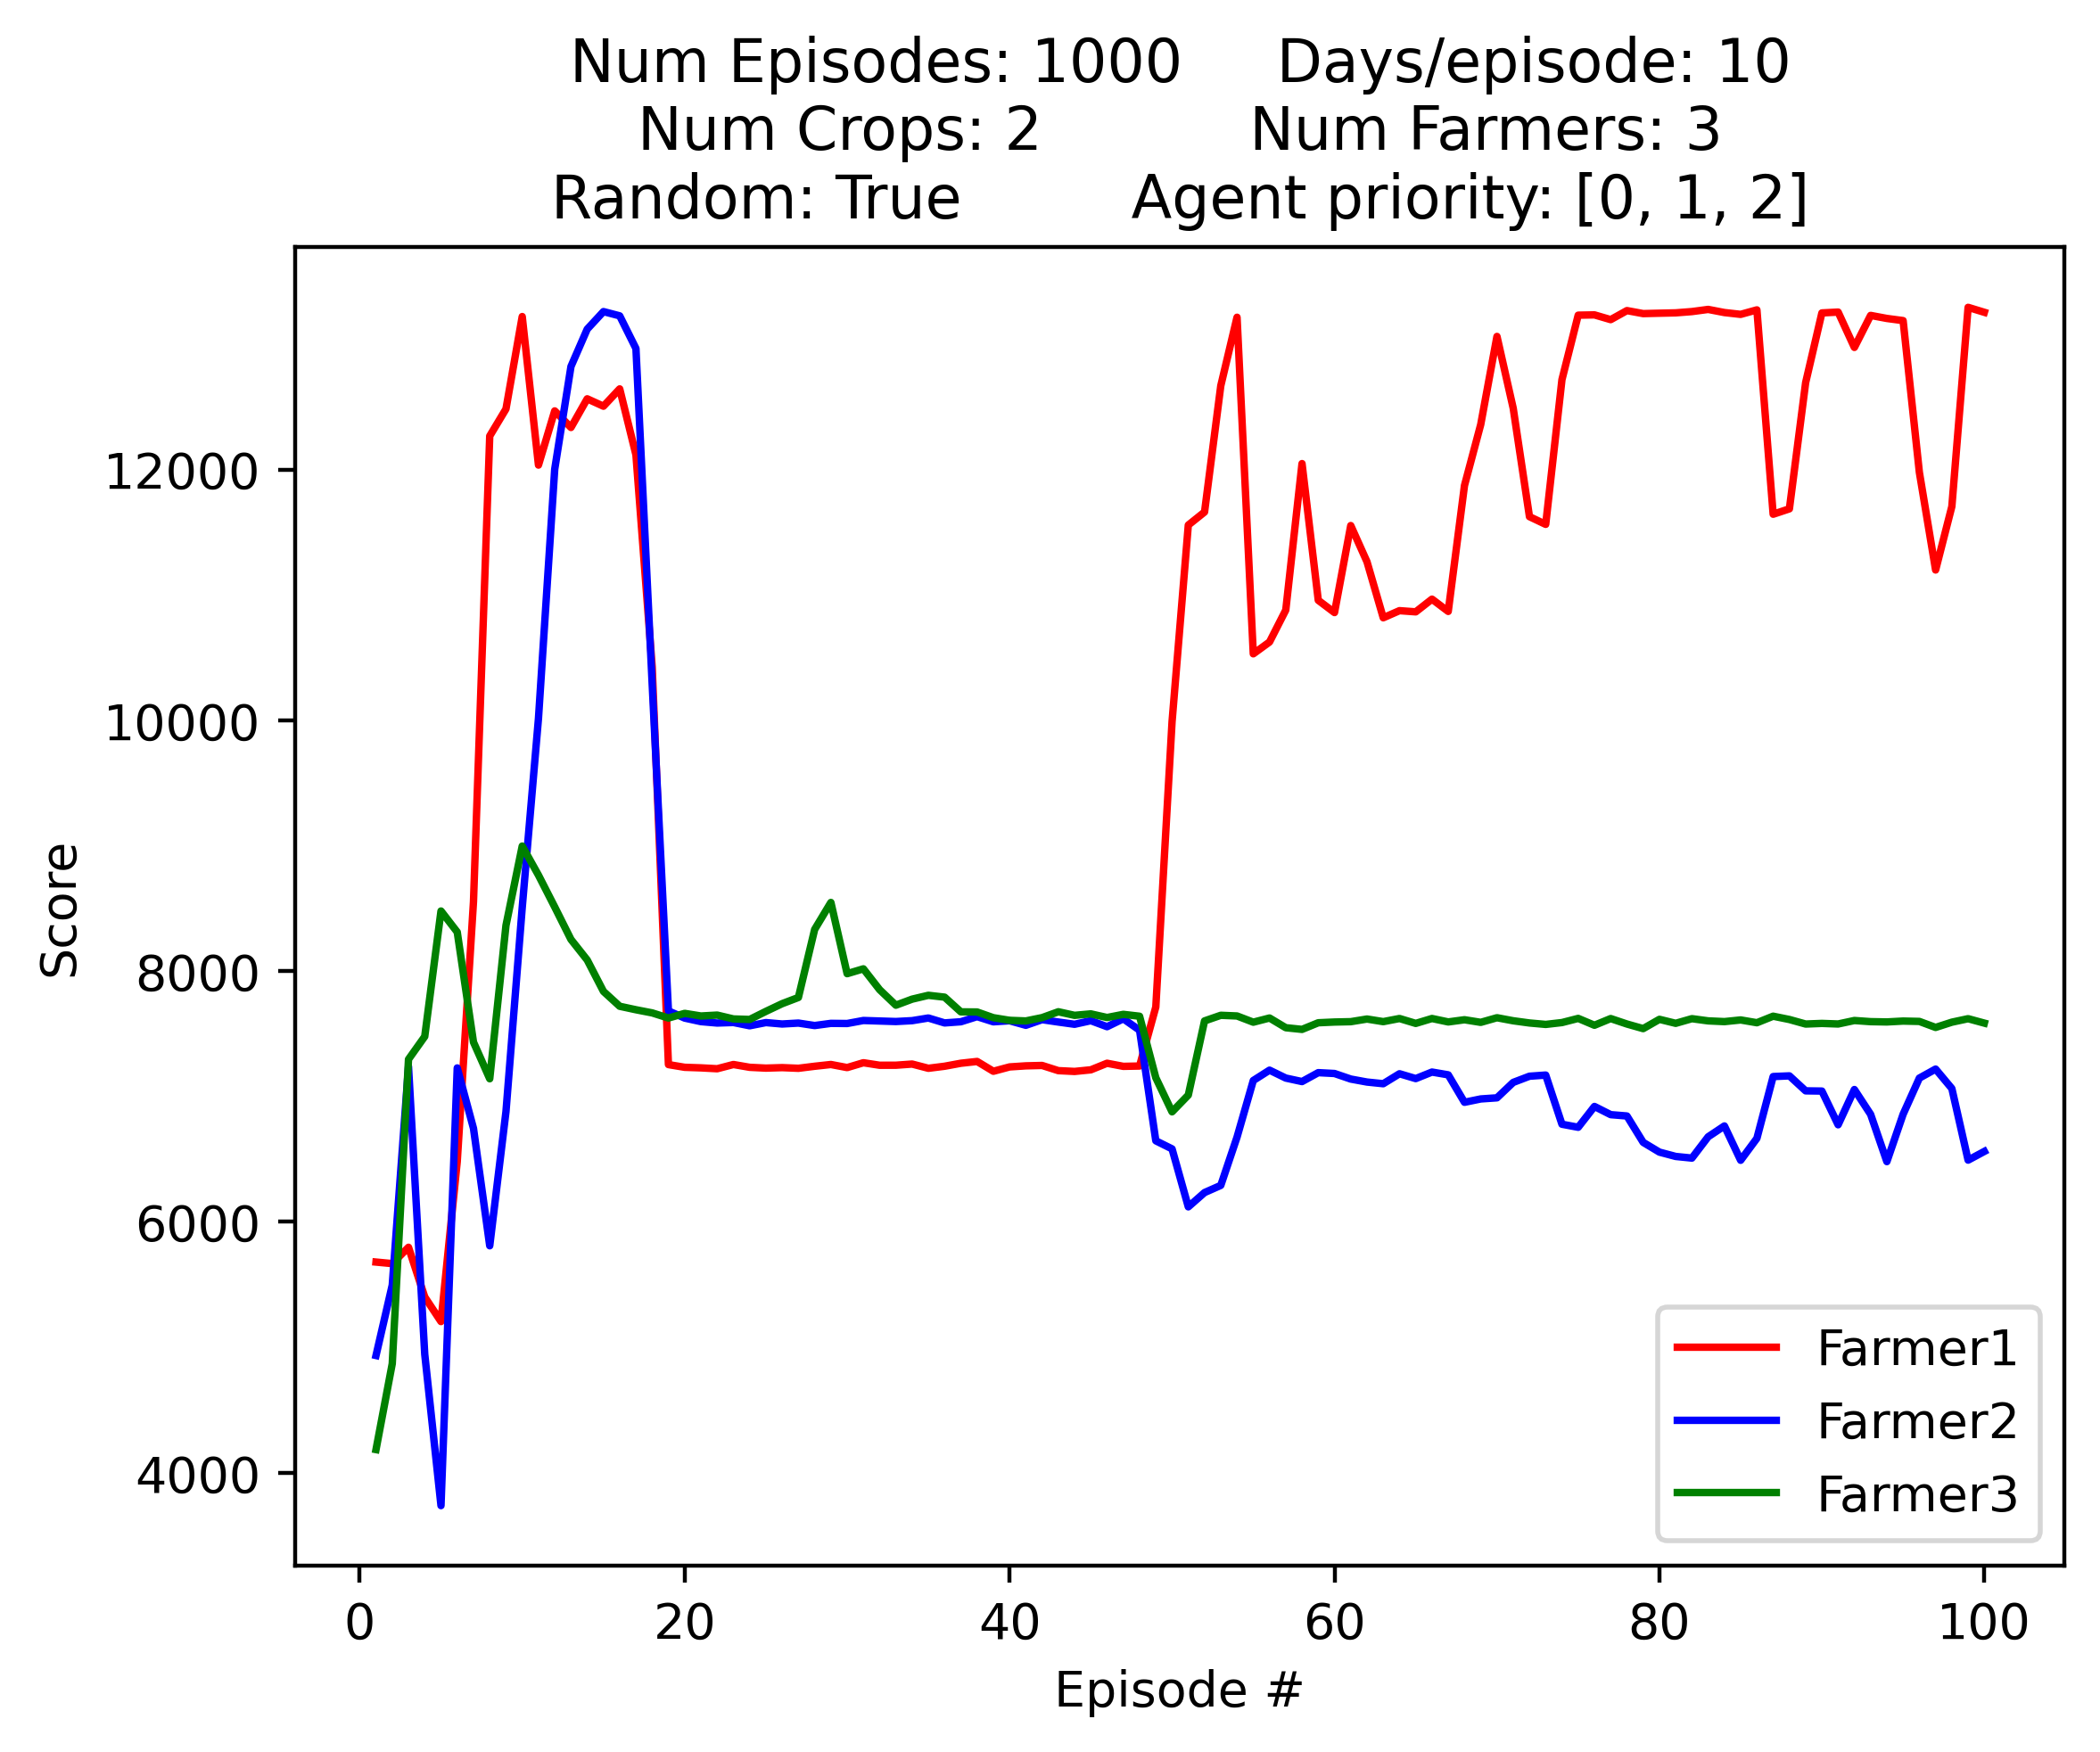 Num Episodes: 1000 Days/episode: 10
Num Crops: 2 Num Farmers: 3
Random: True Agent priority: [0, 1, 2]
12000
10000
8000
6000
4000
Score
0 20 40 60 80 100
Episode #
Farmer1
Farmer2
Farmer3